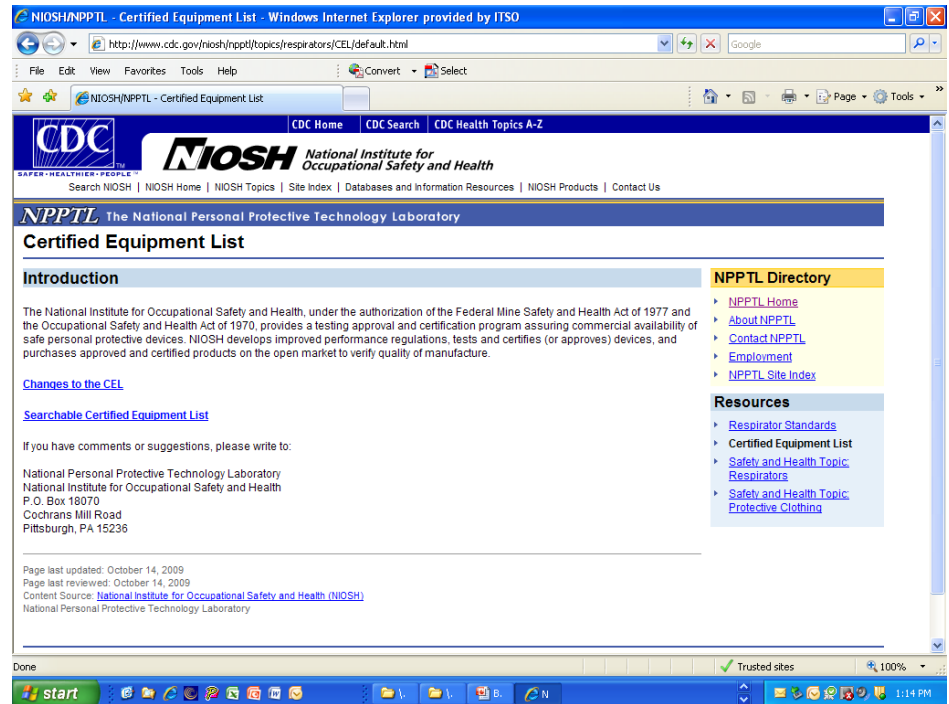 NIOSH/NPPTL - Certified Equipment List - Windows Internet Explorer provided by ITSO
http://www.cdc.gov/niosh/npptl/topics/respirators/CEL/default.html
Google
File Edit View Favorites Tools Help Convert Select
NIOSH/NPPTL - Certified Equipment List
Page Tools
CDC Home CDC Search CDC Health Topics A-Z
CDC
TM
SAFER•HEALTHIER•PEOPLE™
NIOSH National Institute for
Occupational Safety and Health
Search NIOSH | NIOSH Home | NIOSH Topics | Site Index | Databases and Information Resources | NIOSH Products | Contact Us
NPPTL The National Personal Protective Technology Laboratory
Certified Equipment List
Introduction
The National Institute for Occupational Safety and Health, under the authorization of the Federal Mine Safety and Health Act of 1977 and
the Occupational Safety and Health Act of 1970, provides a testing approval and certification program assuring commercial availability of
safe personal protective devices. NIOSH develops improved performance regulations, tests and certifies (or approves) devices, and
purchases approved and certified products on the open market to verify quality of manufacture.
Changes to the CEL
Searchable Certified Equipment List
If you have comments or suggestions, please write to:
National Personal Protective Technology Laboratory
National Institute for Occupational Safety and Health
P.O. Box 18070
Cochrans Mill Road
Pittsburgh, PA 15236
Page last updated: October 14, 2009
Page last reviewed: October 14, 2009
Content Source: National Institute for Occupational Safety and Health (NIOSH)
National Personal Protective Technology Laboratory
NPPTL Directory
NPPTL Home
About NPPTL
Contact NPPTL
Employment
NPPTL Site Index
Resources
Respirator Standards
Certified Equipment List
Safety and Health Topic:
Respirators
Safety and Health Topic:
Protective Clothing
Done Trusted sites 100%
start \. \. B. N 1:14 PM